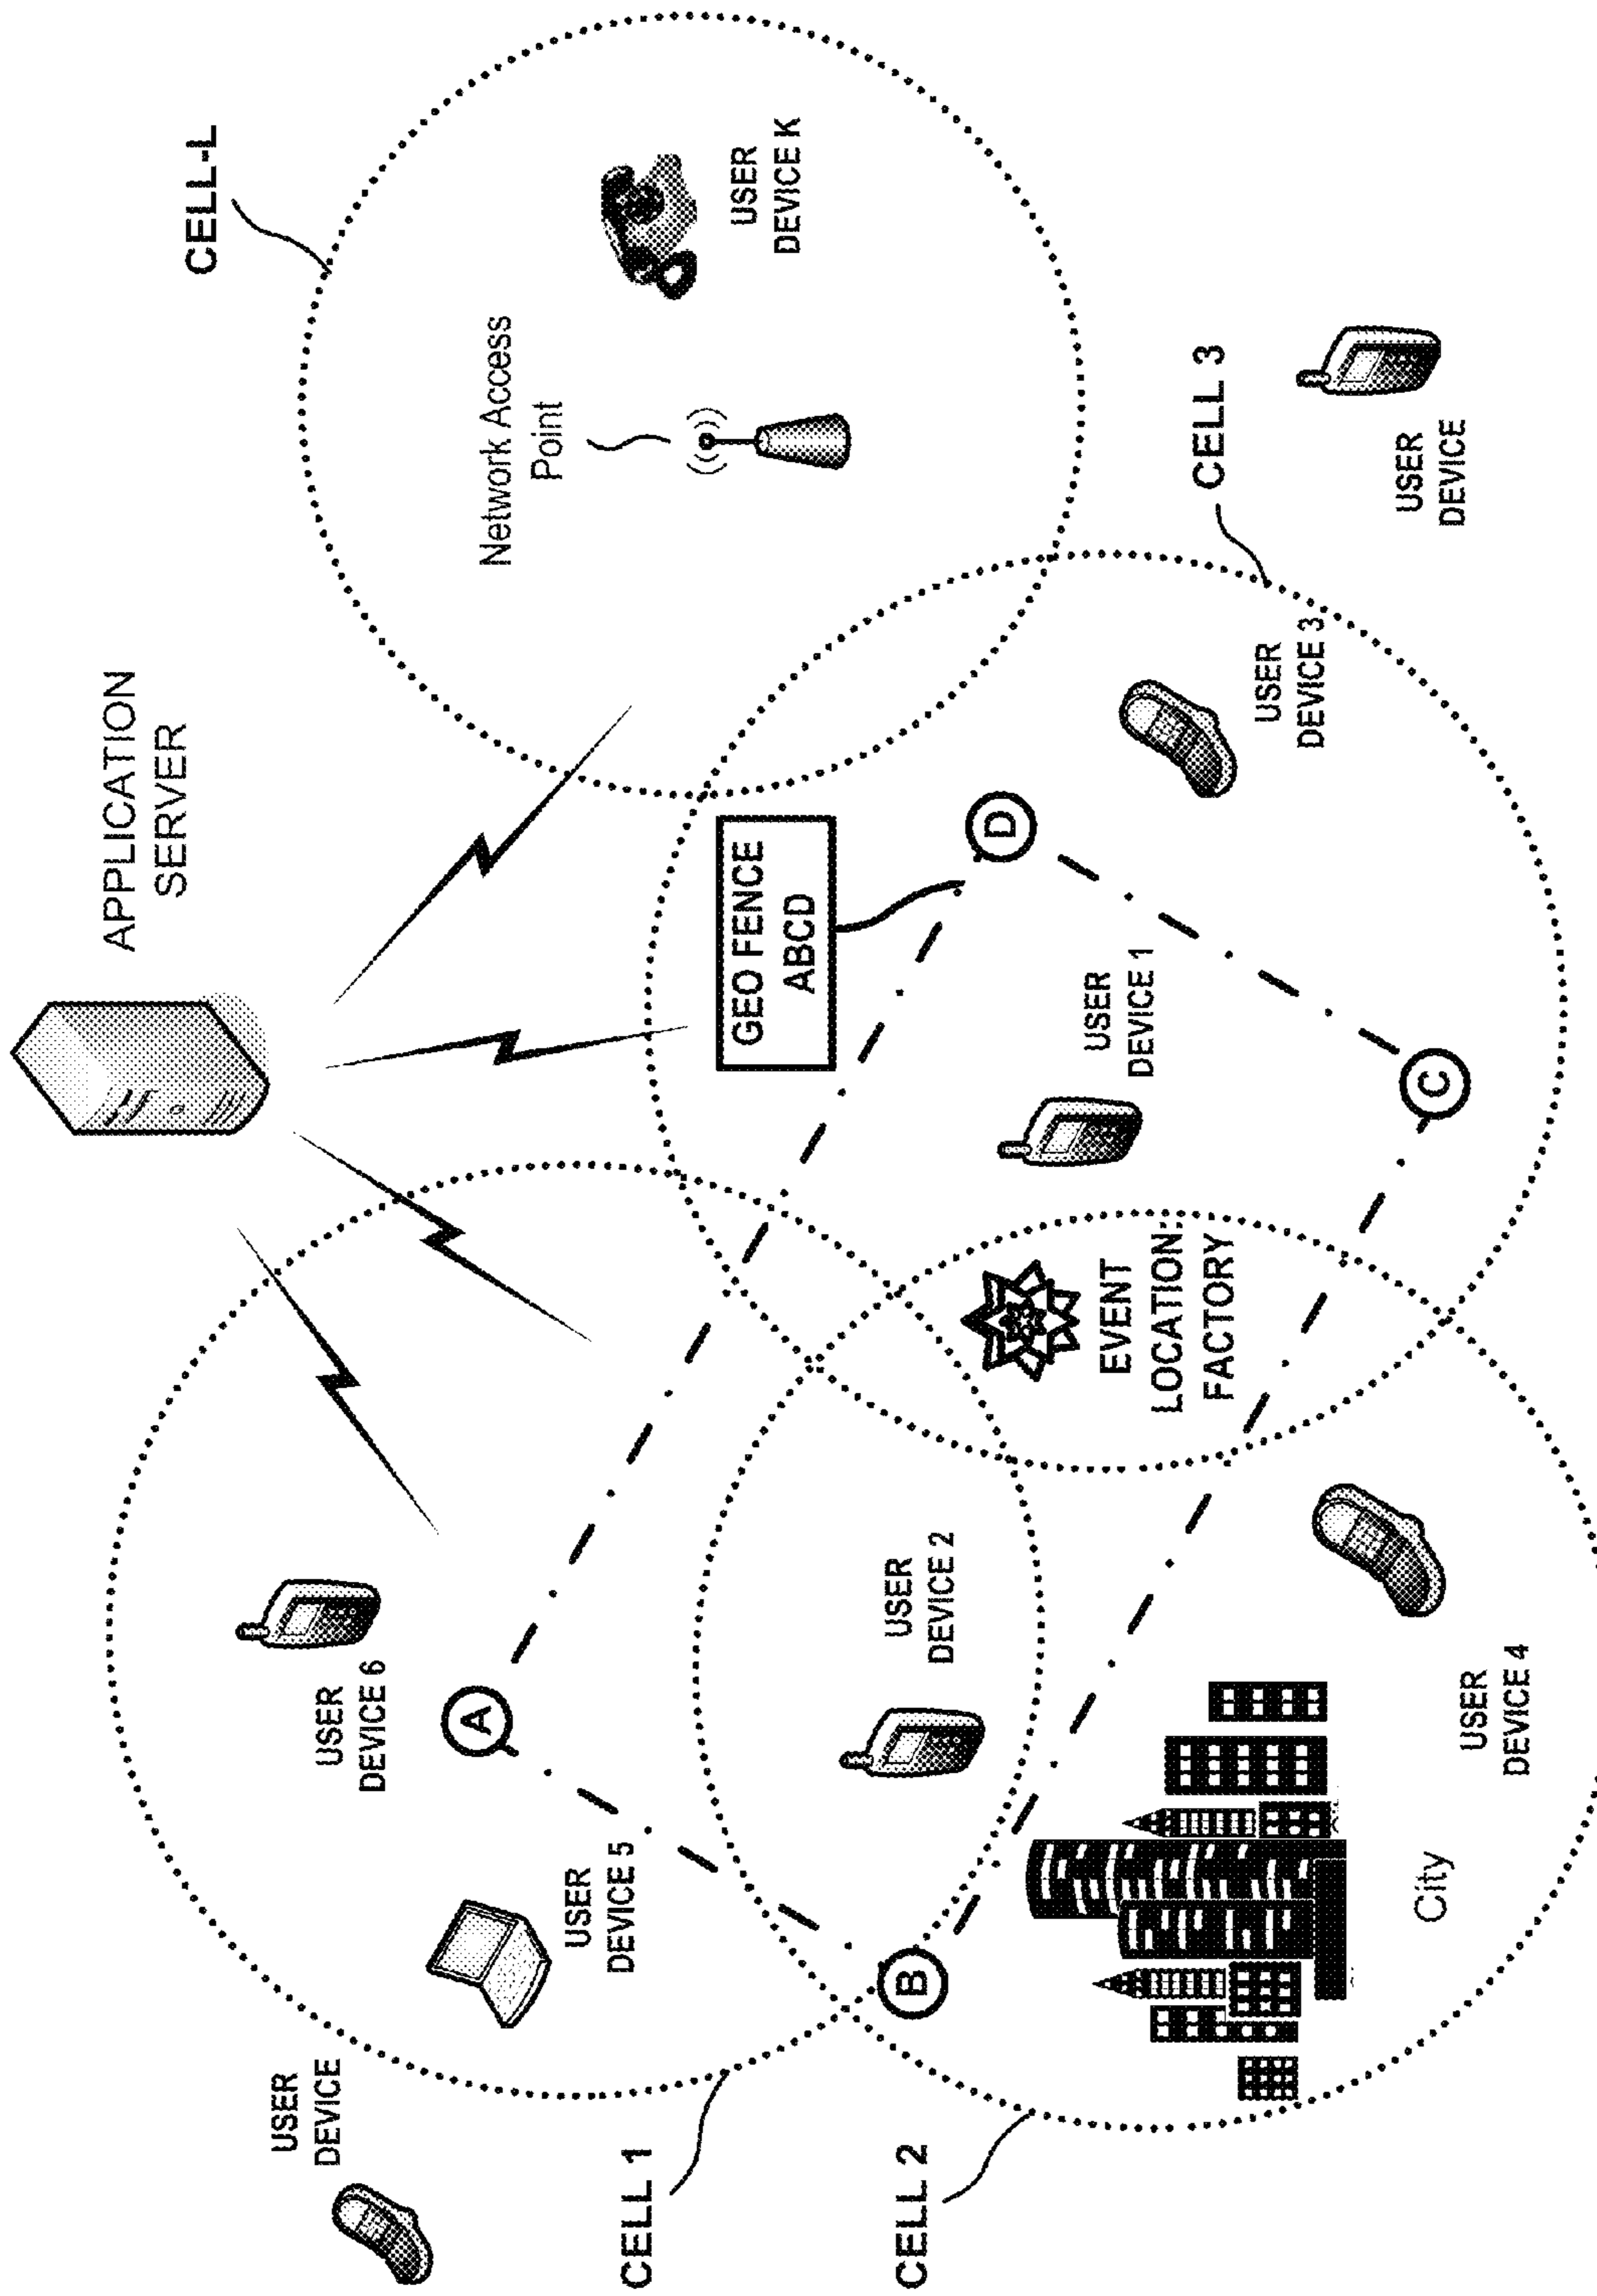 APPLICATION
SERVER
CELL-L
Network Access
Point
USER
DEVICE K
USER
DEVICE
USER
DEVICE 6
A
USER
DEVICE 5
CELL 1
GEO FENCE
ABCD
D
CELL 3
B
USER
DEVICE 2
USER
DEVICE 1
USER
DEVICE 3
CELL 2
EVENT
LOCATION:
FACTORY
C
USER
DEVICE
City
USER
DEVICE 4